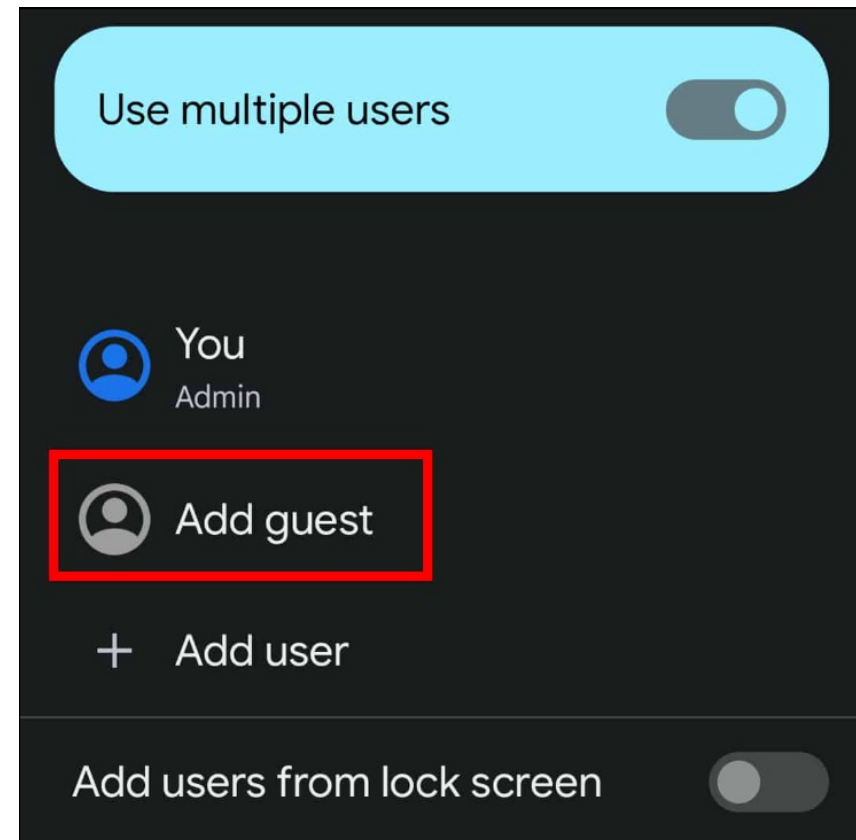 Use multiple users
You
Admin
Add guest
+ Add user
Add users from lock screen